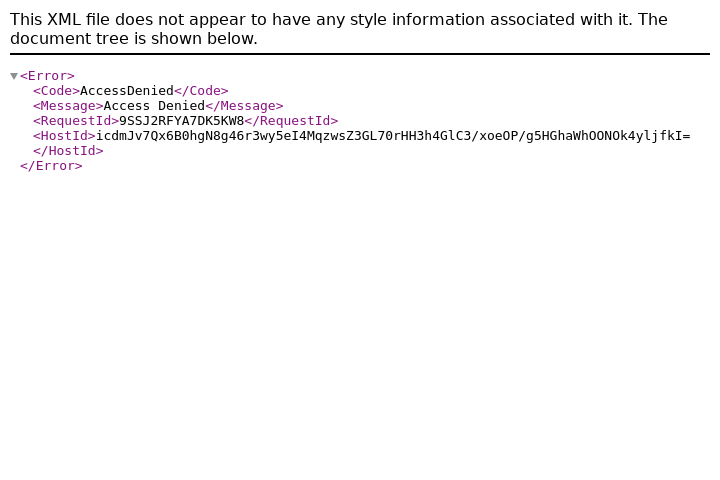 This XML file does not appear to have any style information associated with it. The
document tree is shown below.
<Error>
<Code>AccessDenied</Code>
<Message>Access Denied</Message>
<RequestId>9SSJ2RFYA7DK5KW8</RequestId>
<HostId>icdmJv7Qx6B0hgN8g46r3wy5eI4MqzwsZ3GL70rHH3h4GlC3/xoeOP/g5HGhaWhOONOk4yljfkI=
</HostId>
</Error>